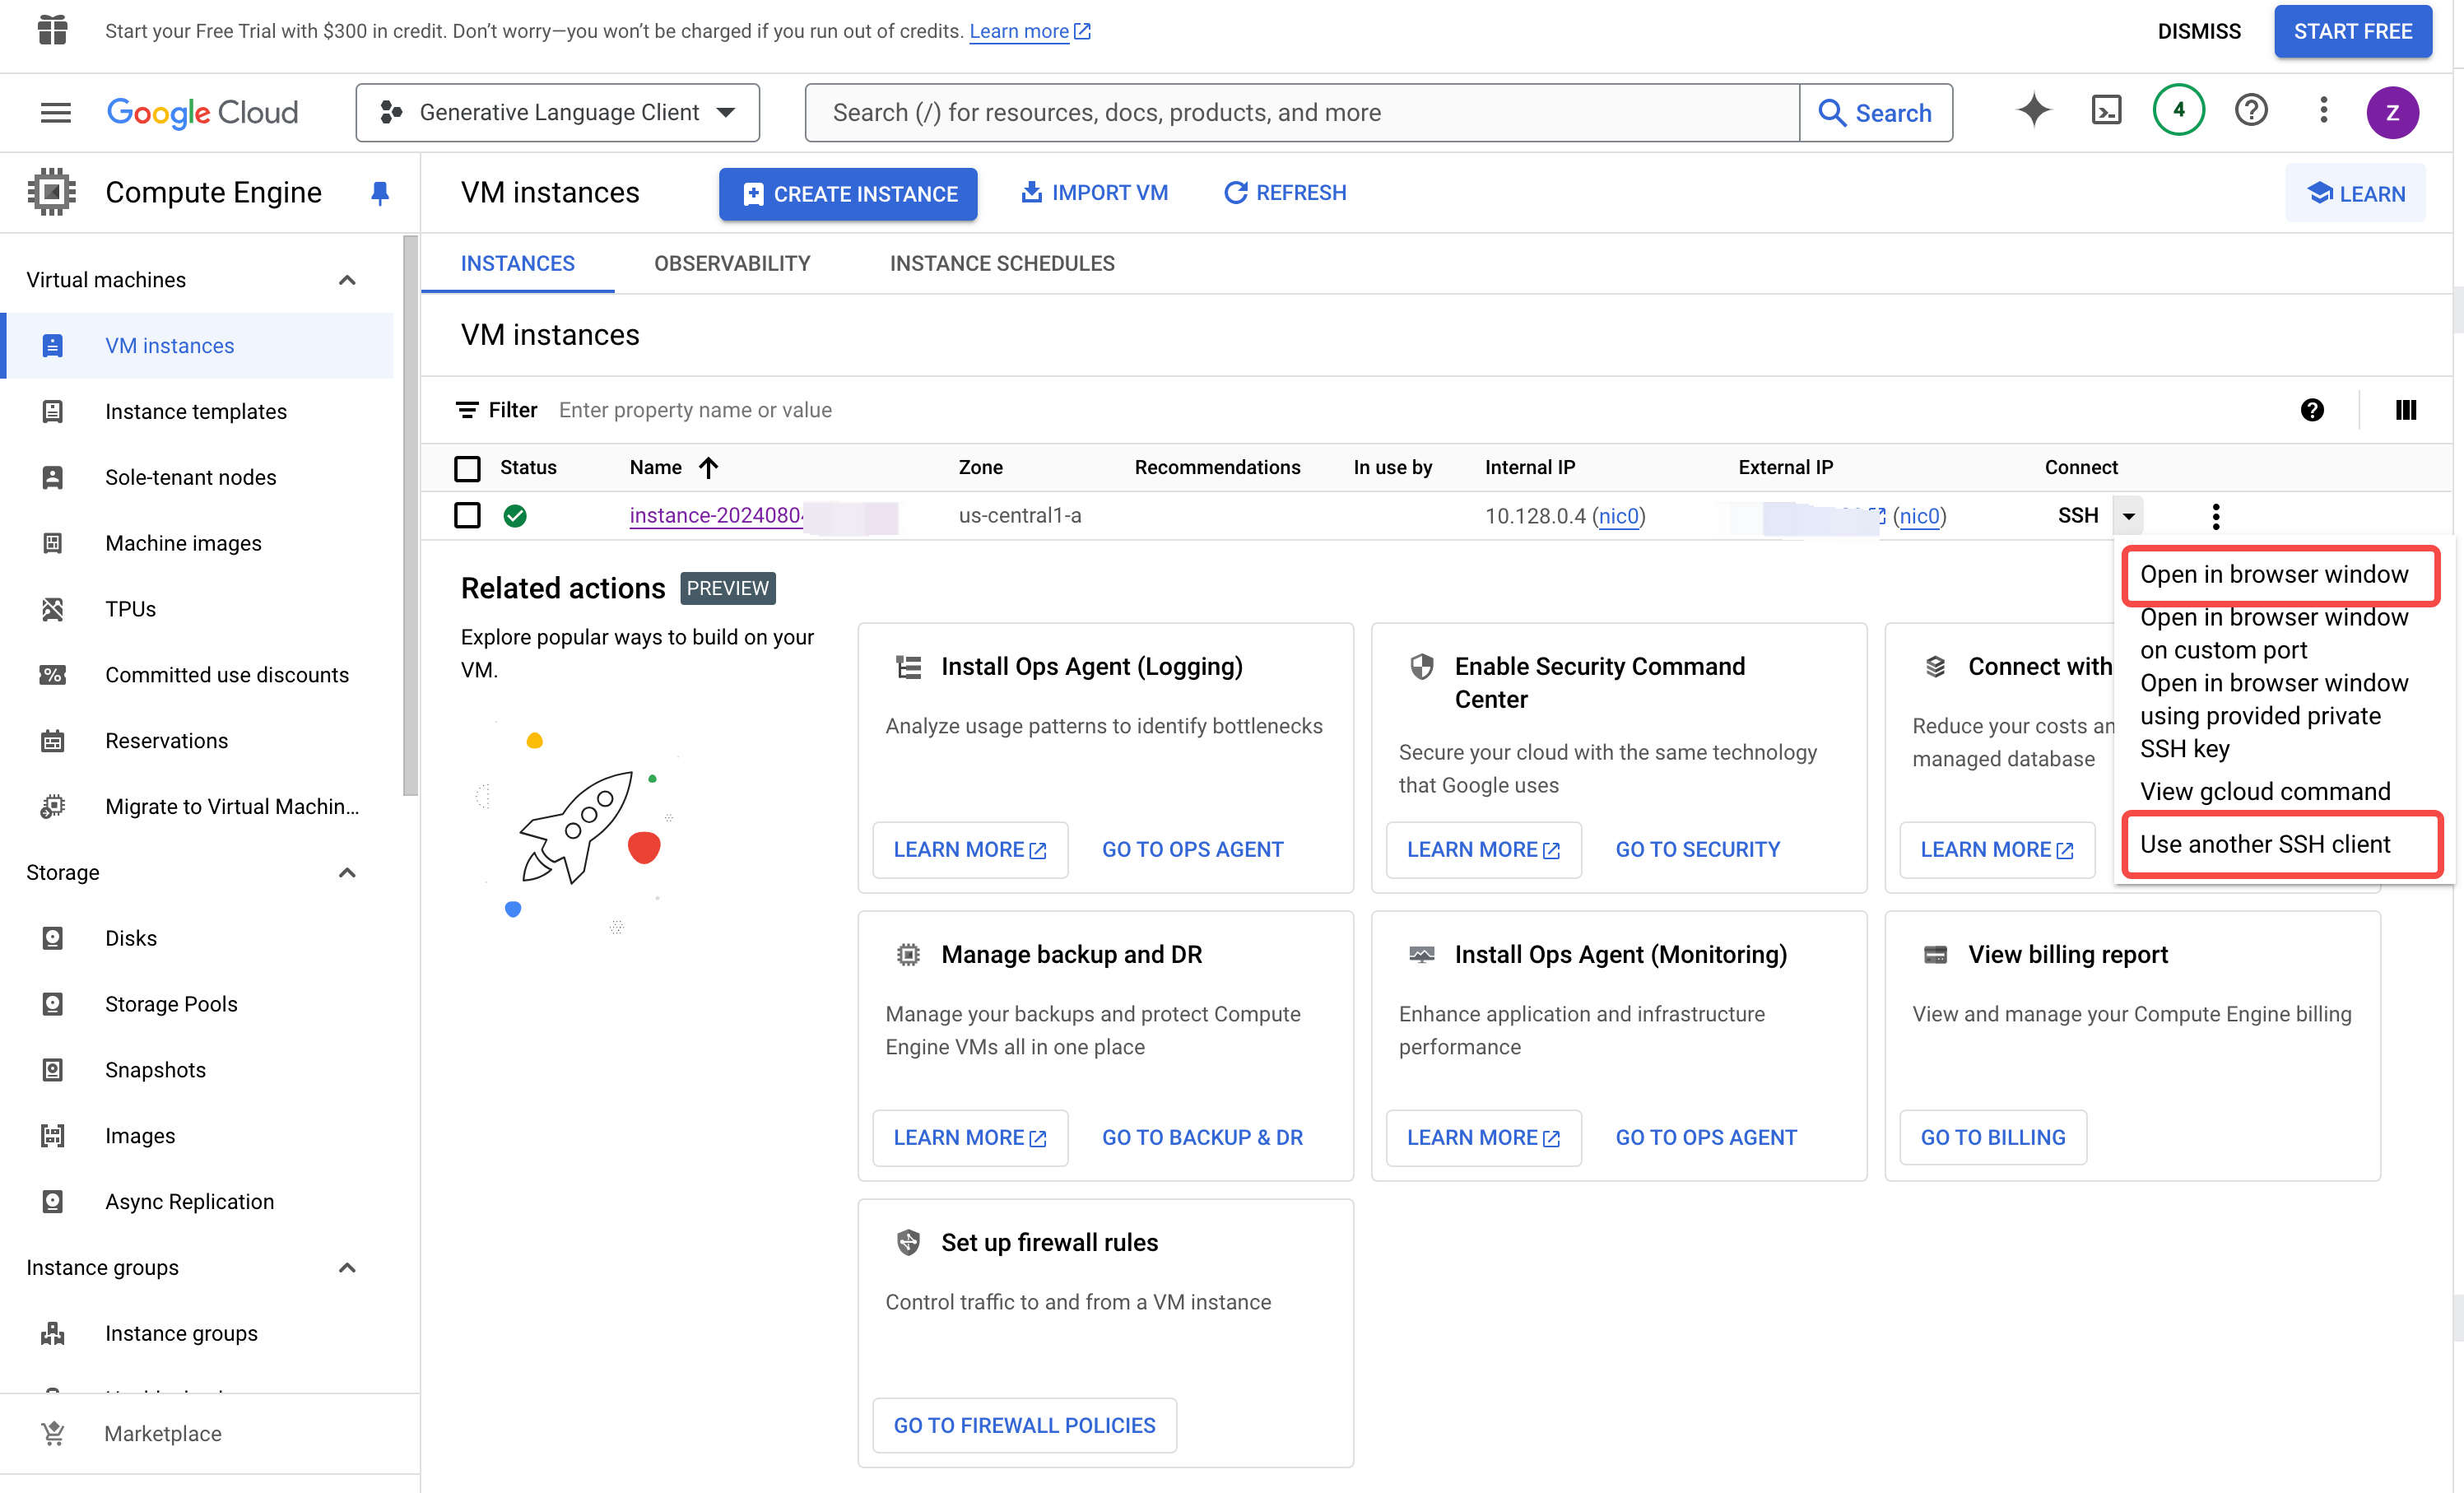 Start your Free Trial with $300 in credit. Don’t worry—you won’t be charged if you run out of credits. Learn more
DISMISS
START FREE
Google Cloud
Generative Language Client
Search (/) for resources, docs, products, and more
Search
4
Z
Compute Engine
VM instances
CREATE INSTANCE
IMPORT VM
REFRESH
LEARN
Virtual machines
VM instances
Instance templates
Sole-tenant nodes
Machine images
TPUs
Committed use discounts
Reservations
Migrate to Virtual Machin...
Storage
Disks
Storage Pools
Snapshots
Images
Async Replication
Instance groups
Instance groups
Marketplace
INSTANCES
OBSERVABILITY
INSTANCE SCHEDULES
VM instances
Filter
Enter property name or value
Status
Name
Zone
Recommendations
In use by
Internal IP
External IP
Connect
instance-2024080
us-central1-a
10.128.0.4 (nic0)
(nic0)
SSH
Open in browser window
Open in browser window
on custom port
Open in browser window
using provided private
SSH key
View gcloud command
Use another SSH client
Related actions
PREVIEW
Explore popular ways to build on your
VM.
Install Ops Agent (Logging)
Analyze usage patterns to identify bottlenecks
LEARN MORE
GO TO OPS AGENT
Enable Security Command
Center
Secure your cloud with the same technology
that Google uses
LEARN MORE
GO TO SECURITY
Connect with
Reduce your costs an
managed database
LEARN MORE
Manage backup and DR
Manage your backups and protect Compute
Engine VMs all in one place
LEARN MORE
GO TO BACKUP & DR
Install Ops Agent (Monitoring)
Enhance application and infrastructure
performance
LEARN MORE
GO TO OPS AGENT
View billing report
View and manage your Compute Engine billing
GO TO BILLING
Set up firewall rules
Control traffic to and from a VM instance
GO TO FIREWALL POLICIES